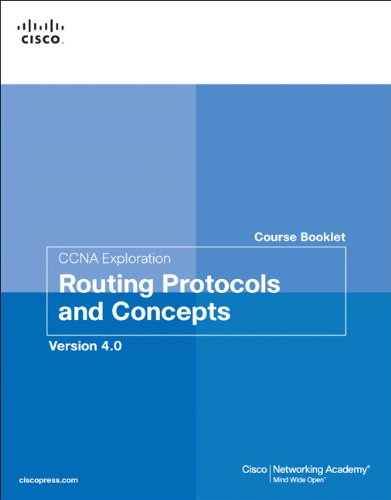 CISCO.
Course Booklet
CCNA Exploration
Routing Protocols
and Concepts
Version 4.0
ciscopress.com
Cisco | Networking Academy®
Mind Wide Open™